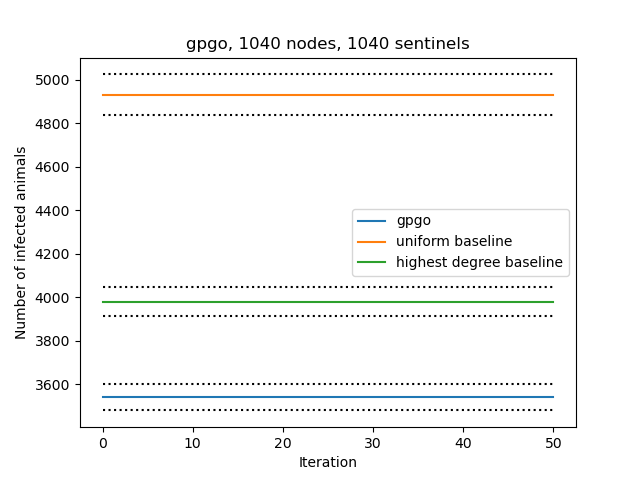 gpgo, 1040 nodes, 1040 sentinels
Number of infected animals
5000
4800
4600
4400
4200
4000
3800
3600
gpgo
uniform baseline
highest degree baseline
0 10 20 30 40 50
Iteration